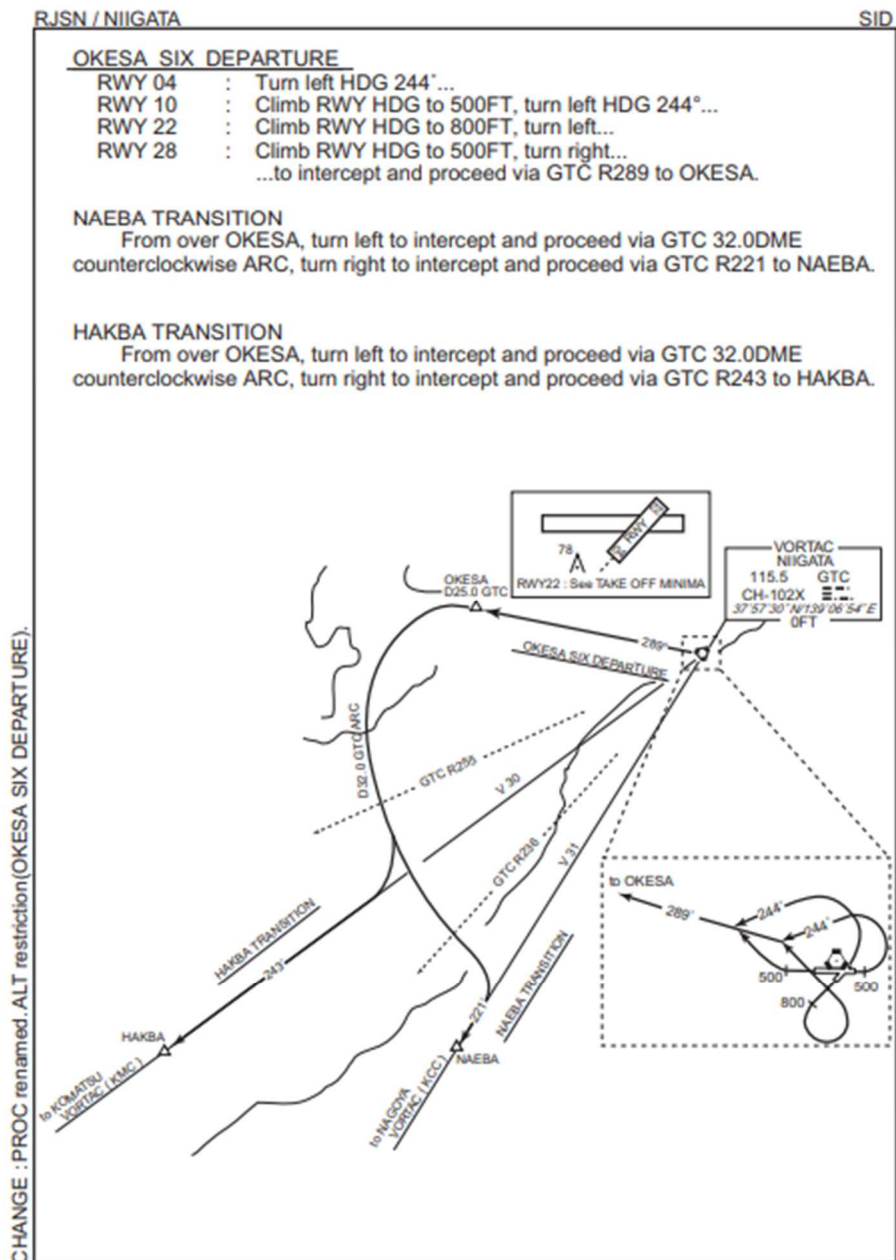 RJSN / NIIGATA
SID
OKESA SIX DEPARTURE
RWY 04 : Turn left HDG 244°...
RWY 10 : Climb RWY HDG to 500FT, turn left HDG 244°...
RWY 22 : Climb RWY HDG to 800FT, turn left...
RWY 28 : Climb RWY HDG to 500FT, turn right...
...to intercept and proceed via GTC R289 to OKESA.
NAEBA TRANSITION
From over OKESA, turn left to intercept and proceed via GTC 32.0DME
counterclockwise ARC, turn right to intercept and proceed via GTC R221 to NAEBA.
HAKBA TRANSITION
From over OKESA, turn left to intercept and proceed via GTC 32.0DME
counterclockwise ARC, turn right to intercept and proceed via GTC R243 to HAKBA.
RWY
78
RWY22 : See TAKE OFF MINIMA
VORTAC
NIIGATA
115.5 GTC
CH-102X
37°57'30"N/139°06'54"E
0FT
OKESA
D25.0 GTC
289°
OKESA SIX DEPARTURE
D32.0 GTC ARC
GTC R255
V 30
GTC R236
V 31
to OKESA
289°
244°
244°
500
500
800
HAKBA TRANSITION
243°
HAKBA
to KOMATSU
VORTAC ( KMC )
221°
NAEBA TRANSITION
NAEBA
to NAGOYA
VORTAC ( KCC )
CHANGE : PROC renamed. ALT restriction(OKESA SIX DEPARTURE).